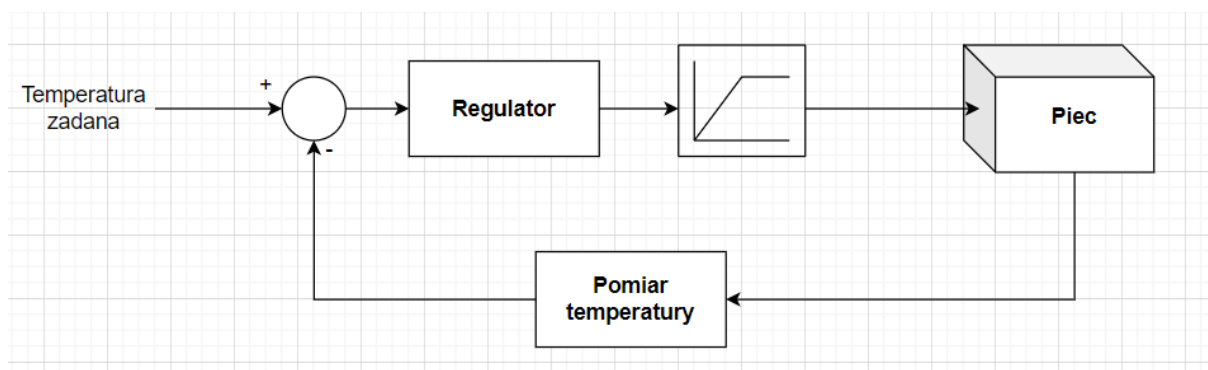 Temperatura
zadana
+
-
Regulator
Piec
Pomiar
temperatury